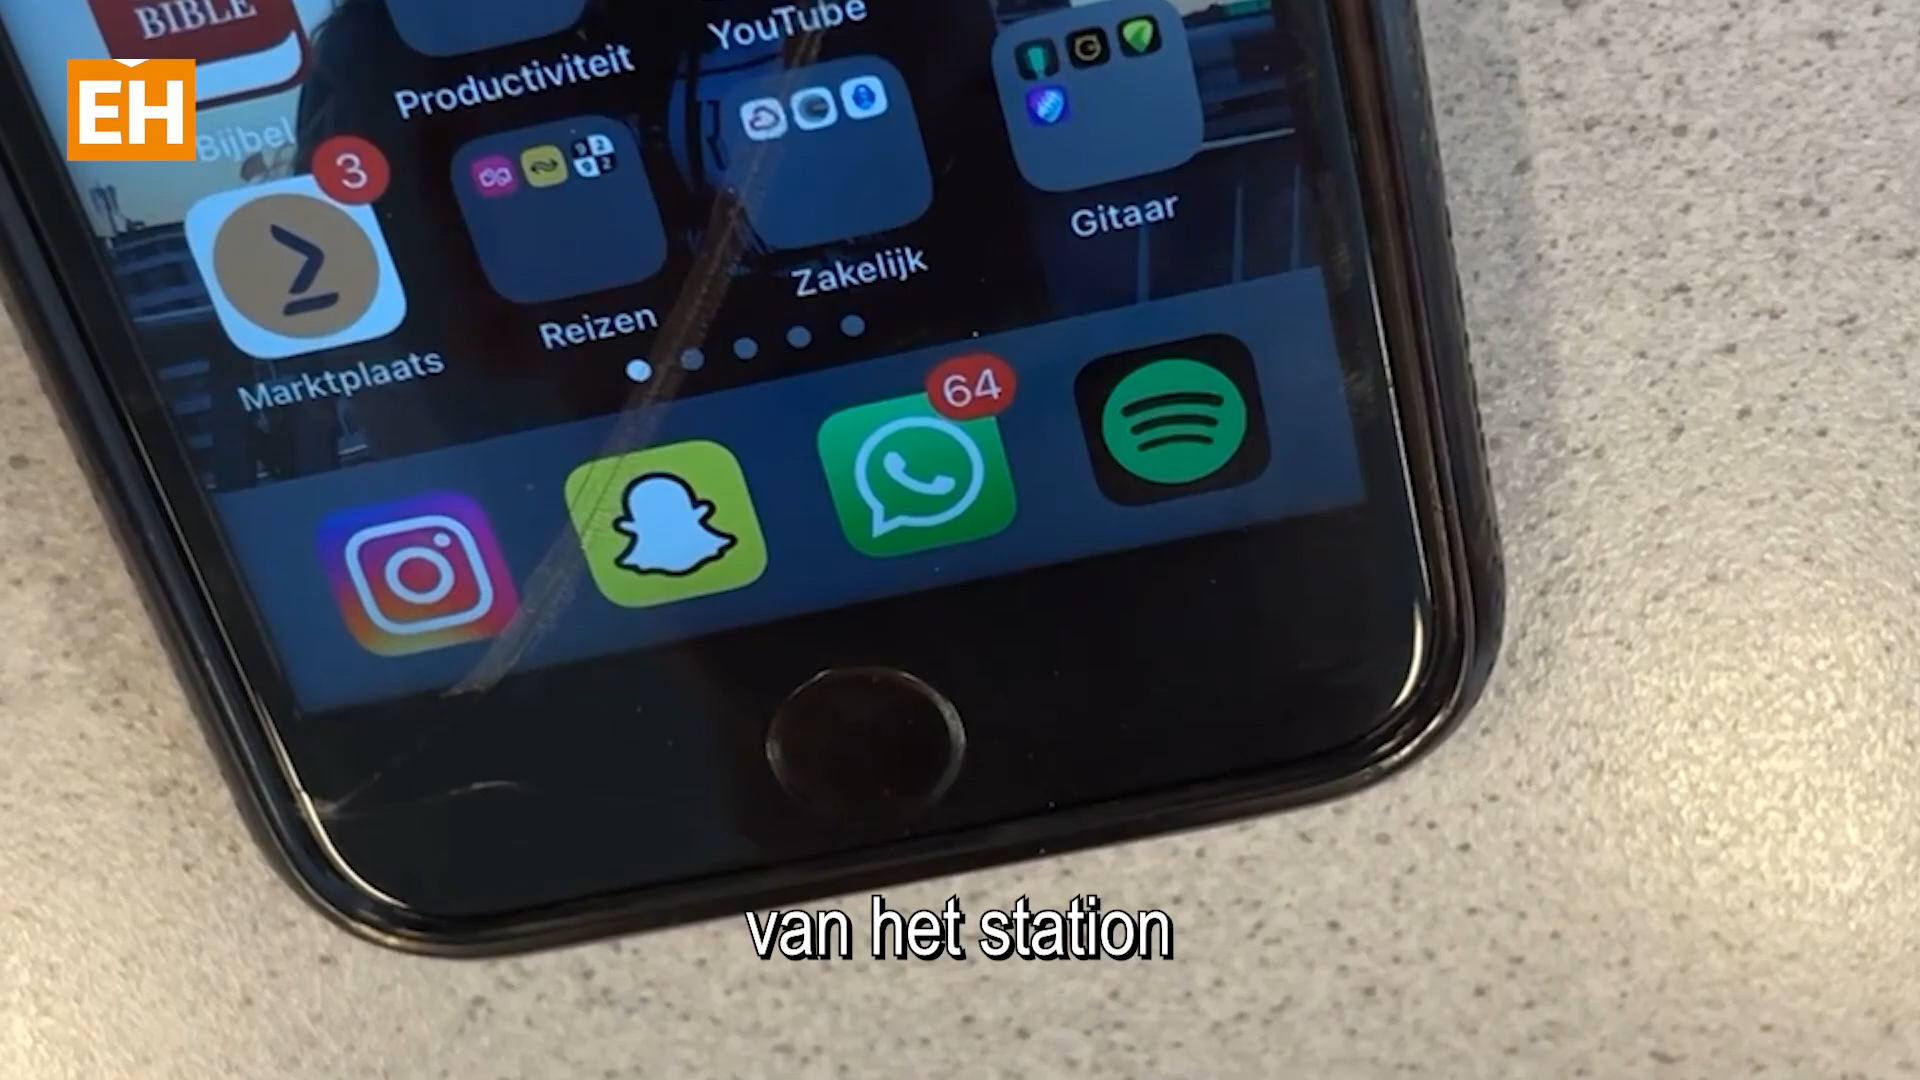 BIBLE
EH
Bijbel
Productiviteit
YouTube
3
Marktplaats
Reizen
Zakelijk
Gitaar
64
van het station